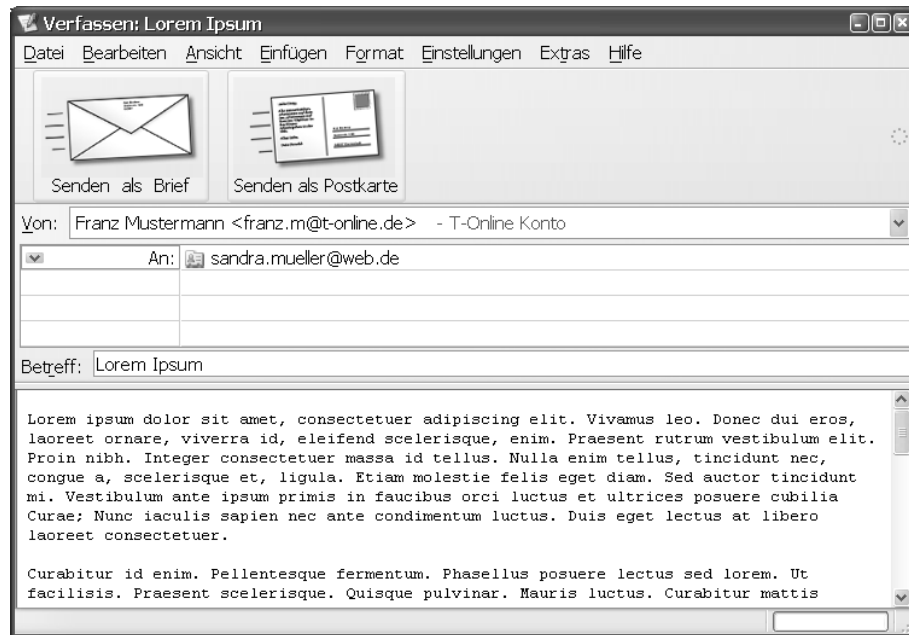 Verfassen: Lorem Ipsum
Datei Bearbeiten Ansicht Einfügen Format Einstellungen Extras Hilfe
Senden als Brief Senden als Postkarte
Von: Franz Mustermann <franz.m@t-online.de> - T-Online Konto
An: sandra.mueller@web.de
Betreff: Lorem Ipsum
Lorem ipsum dolor sit amet, consectetuer adipiscing elit. Vivamus leo. Donec dui eros,
laoreet ornare, viverra id, eleifend scelerisque, enim. Praesent rutrum vestibulum elit.
Proin nibh. Integer consectetuer massa id tellus. Nulla enim tellus, tincidunt nec,
congue a, scelerisque et, ligula. Etiam molestie felis eget diam. Sed auctor tincidunt
mi. Vestibulum ante ipsum primis in faucibus orci luctus et ultrices posuere cubilia
Curae; Nunc iaculis sapien nec ante condimentum luctus. Duis eget lectus at libero
laoreet consectetuer.
Curabitur id enim. Pellentesque fermentum. Phasellus posuere lectus sed lorem. Ut
facilisis. Praesent scelerisque. Quisque pulvinar. Mauris luctus. Curabitur mattis